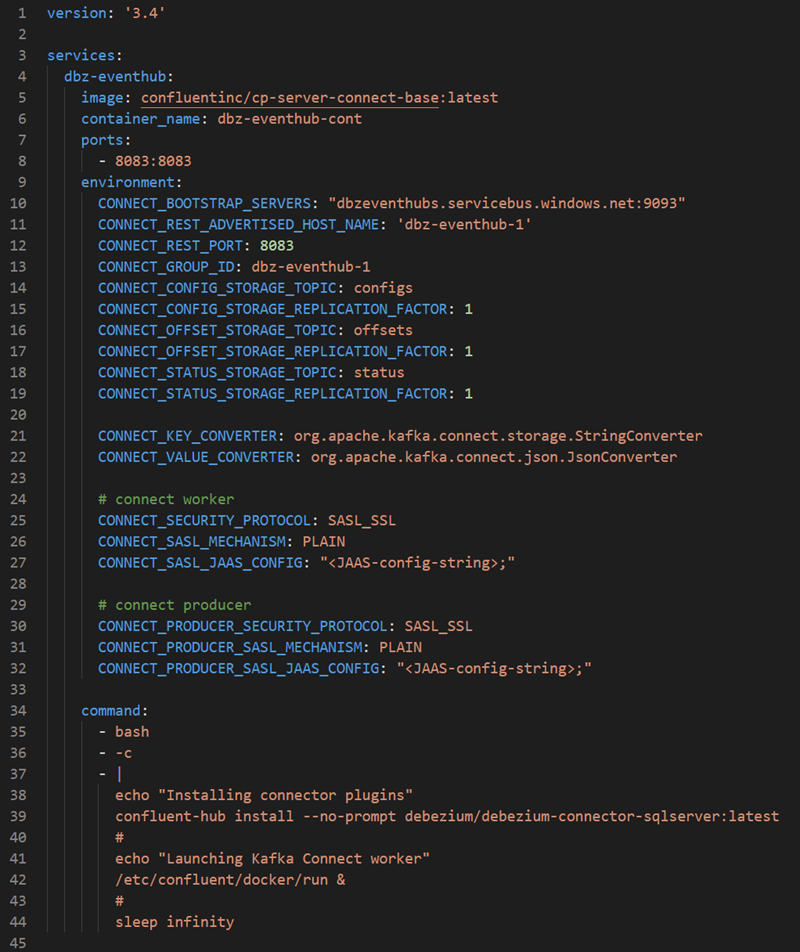 1 version: '3.4'
2
3 services:
4 dbz-eventhub:
5 image: confluentinc/cp-server-connect-base:latest
6 container_name: dbz-eventhub-cont
7 ports:
8 - 8083:8083
9 environment:
10 CONNECT_BOOTSTRAP_SERVERS: "dbzeventhubs.servicebus.windows.net:9093"
11 CONNECT_REST_ADVERTISED_HOST_NAME: 'dbz-eventhub-1'
12 CONNECT_REST_PORT: 8083
13 CONNECT_GROUP_ID: dbz-eventhub-1
14 CONNECT_CONFIG_STORAGE_TOPIC: configs
15 CONNECT_CONFIG_STORAGE_REPLICATION_FACTOR: 1
16 CONNECT_OFFSET_STORAGE_TOPIC: offsets
17 CONNECT_OFFSET_STORAGE_REPLICATION_FACTOR: 1
18 CONNECT_STATUS_STORAGE_TOPIC: status
19 CONNECT_STATUS_STORAGE_REPLICATION_FACTOR: 1
20
21 CONNECT_KEY_CONVERTER: org.apache.kafka.connect.storage.StringConverter
22 CONNECT_VALUE_CONVERTER: org.apache.kafka.connect.json.JsonConverter
23
24 # connect worker
25 CONNECT_SECURITY_PROTOCOL: SASL_SSL
26 CONNECT_SASL_MECHANISM: PLAIN
27 CONNECT_SASL_JAAS_CONFIG: "<JAAS-config-string>;"
28
29 # connect producer
30 CONNECT_PRODUCER_SECURITY_PROTOCOL: SASL_SSL
31 CONNECT_PRODUCER_SASL_MECHANISM: PLAIN
32 CONNECT_PRODUCER_SASL_JAAS_CONFIG: "<JAAS-config-string>;"
33
34 command:
35 - bash
36 - -c
37 - |
38 echo "Installing connector plugins"
39 confluent-hub install --no-prompt debezium/debezium-connector-sqlserver:latest
40 #
41 echo "Launching Kafka Connect worker"
42 /etc/confluent/docker/run &
43 #
44 sleep infinity
45